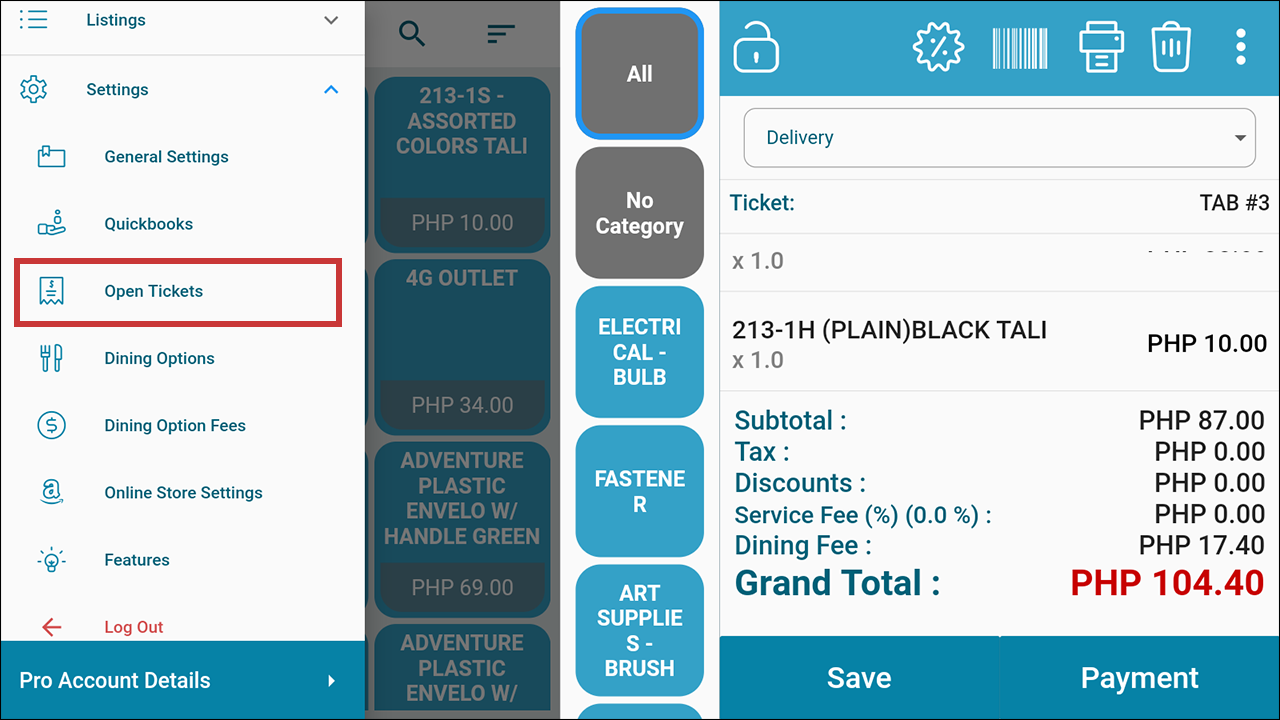 Listings
Settings
General Settings
Quickbooks
Open Tickets
Dining Options
Dining Option Fees
Online Store Settings
Features
Log Out
Pro Account Details
213-1S -
ASSORTED
COLORS TALI
PHP 10.00
4G OUTLET
PHP 34.00
ADVENTURE
PLASTIC
ENVELO W/
HANDLE GREEN
PHP 69.00
ADVENTURE
PLASTIC
ENVELO W/
All
No
Category
ELECTRI
CAL -
BULB
FASTENE
R
ART
SUPPLIE
S -
BRUSH
Delivery
Ticket: TAB #3
x 1.0
213-1H (PLAIN)BLACK TALI
x 1.0 PHP 10.00
Subtotal : PHP 87.00
Tax : PHP 0.00
Discounts : PHP 0.00
Service Fee (%) (0.0 %) : PHP 0.00
Dining Fee : PHP 17.40
Grand Total : PHP 104.40
Save
Payment